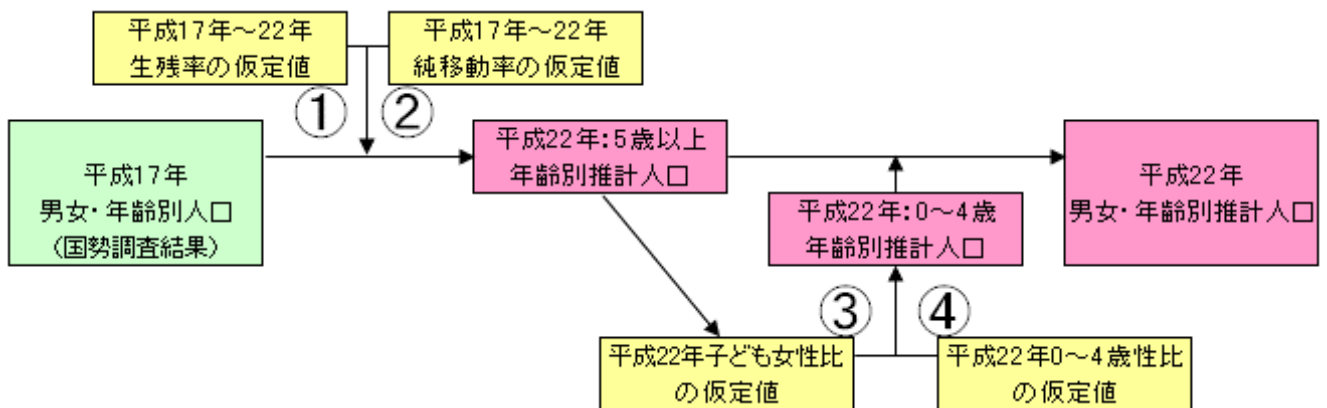 平成17年～22年
生残率の仮定値
平成17年～22年
純移動率の仮定値
①
②
平成17年
男女・年齢別人口
(国勢調査結果)
平成22年:5歳以上
年齢別推計人口
平成22年:0～4歳
年齢別推計人口
平成22年
男女・年齢別推計人口
③
④
平成22年子ども女性比
の仮定値
平成22年0～4歳性比
の仮定値